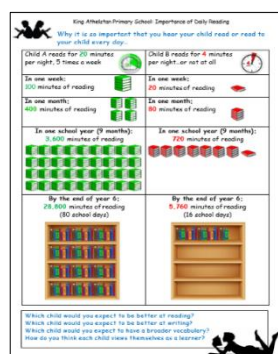 King Athelstan Primary School: Importance of Daily Reading
Why it is so important that you hear your child read or read to
your child every day…
Child A reads for 20 minutes
per night, 5 times a week
Child B reads for 4 minutes
per night…or not at all
In one week;
100 minutes of reading
In one week;
20 minutes of reading
In one month;
400 minutes of reading
In one month;
80 minutes of reading
In one school year (9 months);
3,600 minutes of reading
In one school year (9 months);
720 minutes of reading
By the end of year 6;
28,800 minutes of reading
(80 school days)
By the end of year 6;
5,760 minutes of reading
(16 school days)
Which child would you expect to be better at reading?
Which child would you expect to be better at writing?
Which child would you expect to have a broader vocabulary?
How do you think each child views themselves as a learner?